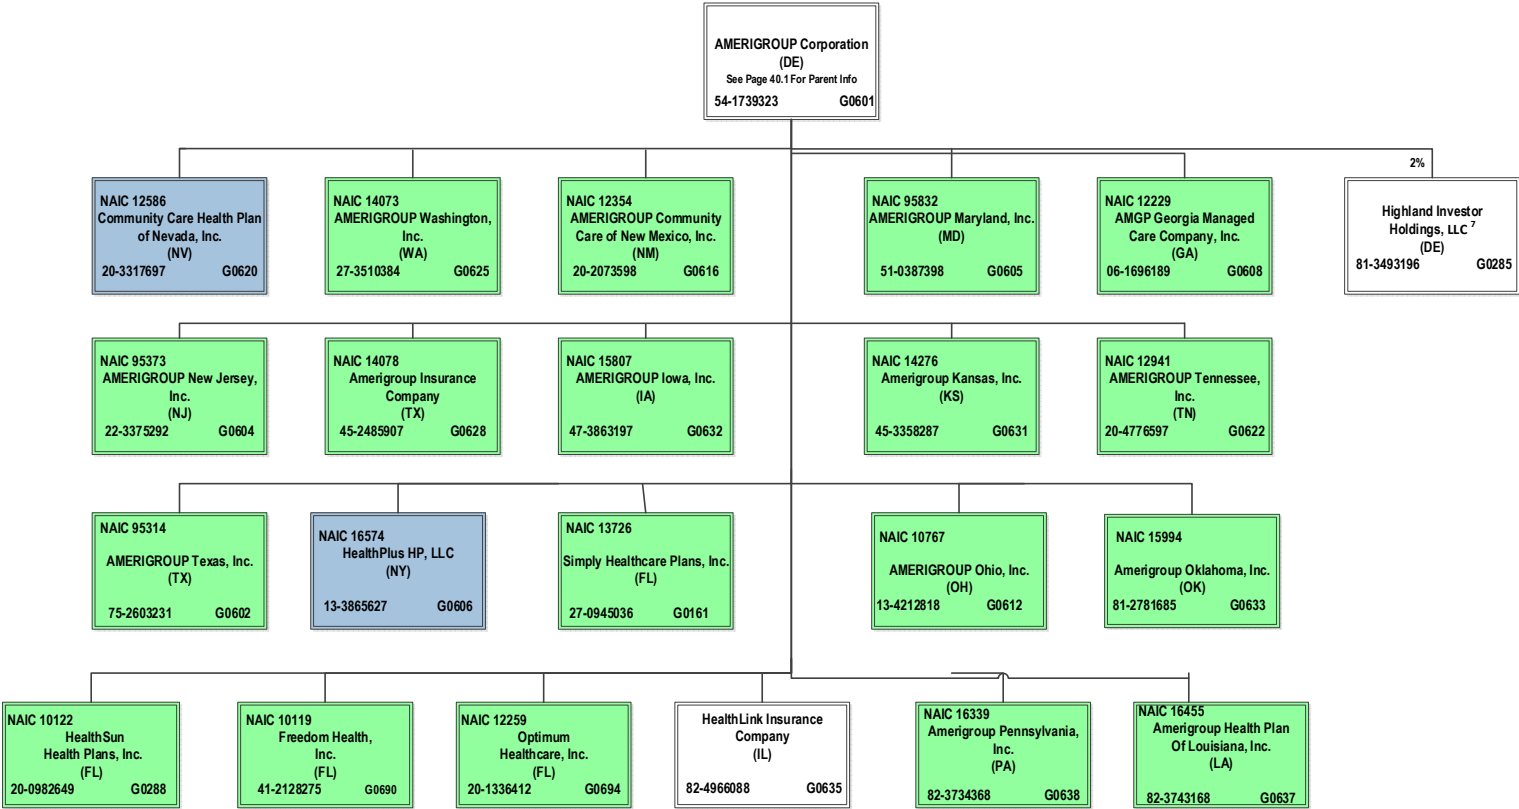 AMERIGROUP Corporation
(DE)
See Page 40.1 For Parent Info
54-1739323 G0601
2%
NAIC 12586
Community Care Health Plan
of Nevada, Inc.
(NV)
20-3317697 G0620
NAIC 14073
AMERIGROUP Washington,
Inc.
(WA)
27-3510384 G0625
NAIC 12354
AMERIGROUP Community
Care of New Mexico, Inc.
(NM)
20-2073598 G0616
NAIC 95832
AMERIGROUP Maryland, Inc.
(MD)
51-0387398 G0605
NAIC 12229
AMGP Georgia Managed
Care Company, Inc.
(GA)
06-1696189 G0608
Highland Investor
Holdings, LLC 7
(DE)
81-3493196 G0285
NAIC 95373
AMERIGROUP New Jersey,
Inc.
(NJ)
22-3375292 G0604
NAIC 14078
Amerigroup Insurance
Company
(TX)
45-2485907 G0628
NAIC 15807
AMERIGROUP Iowa, Inc.
(IA)
47-3863197 G0632
NAIC 14276
Amerigroup Kansas, Inc.
(KS)
45-3358287 G0631
NAIC 12941
AMERIGROUP Tennessee,
Inc.
(TN)
20-4776597 G0622
NAIC 95314
AMERIGROUP Texas, Inc.
(TX)
75-2603231 G0602
NAIC 16574
HealthPlus HP, LLC
(NY)
13-3865627 G0606
NAIC 13726
Simply Healthcare Plans, Inc.
(FL)
27-0945036 G0161
NAIC 10767
AMERIGROUP Ohio, Inc.
(OH)
13-4212818 G0612
NAIC 15994
Amerigroup Oklahoma, Inc.
(OK)
81-2781685 G0633
NAIC 10122
HealthSun
Health Plans, Inc.
(FL)
20-0982649 G0288
NAIC 10119
Freedom Health,
Inc.
(FL)
41-2128275 G0690
NAIC 12259
Optimum
Healthcare, Inc.
(FL)
20-1336412 G0694
HealthLink Insurance
Company
(IL)
82-4966088 G0635
NAIC 16339
Amerigroup Pennsylvania,
Inc.
(PA)
82-3734368 G0638
NAIC 16455
Amerigroup Health Plan
Of Louisiana, Inc.
(LA)
82-3743168 G0637